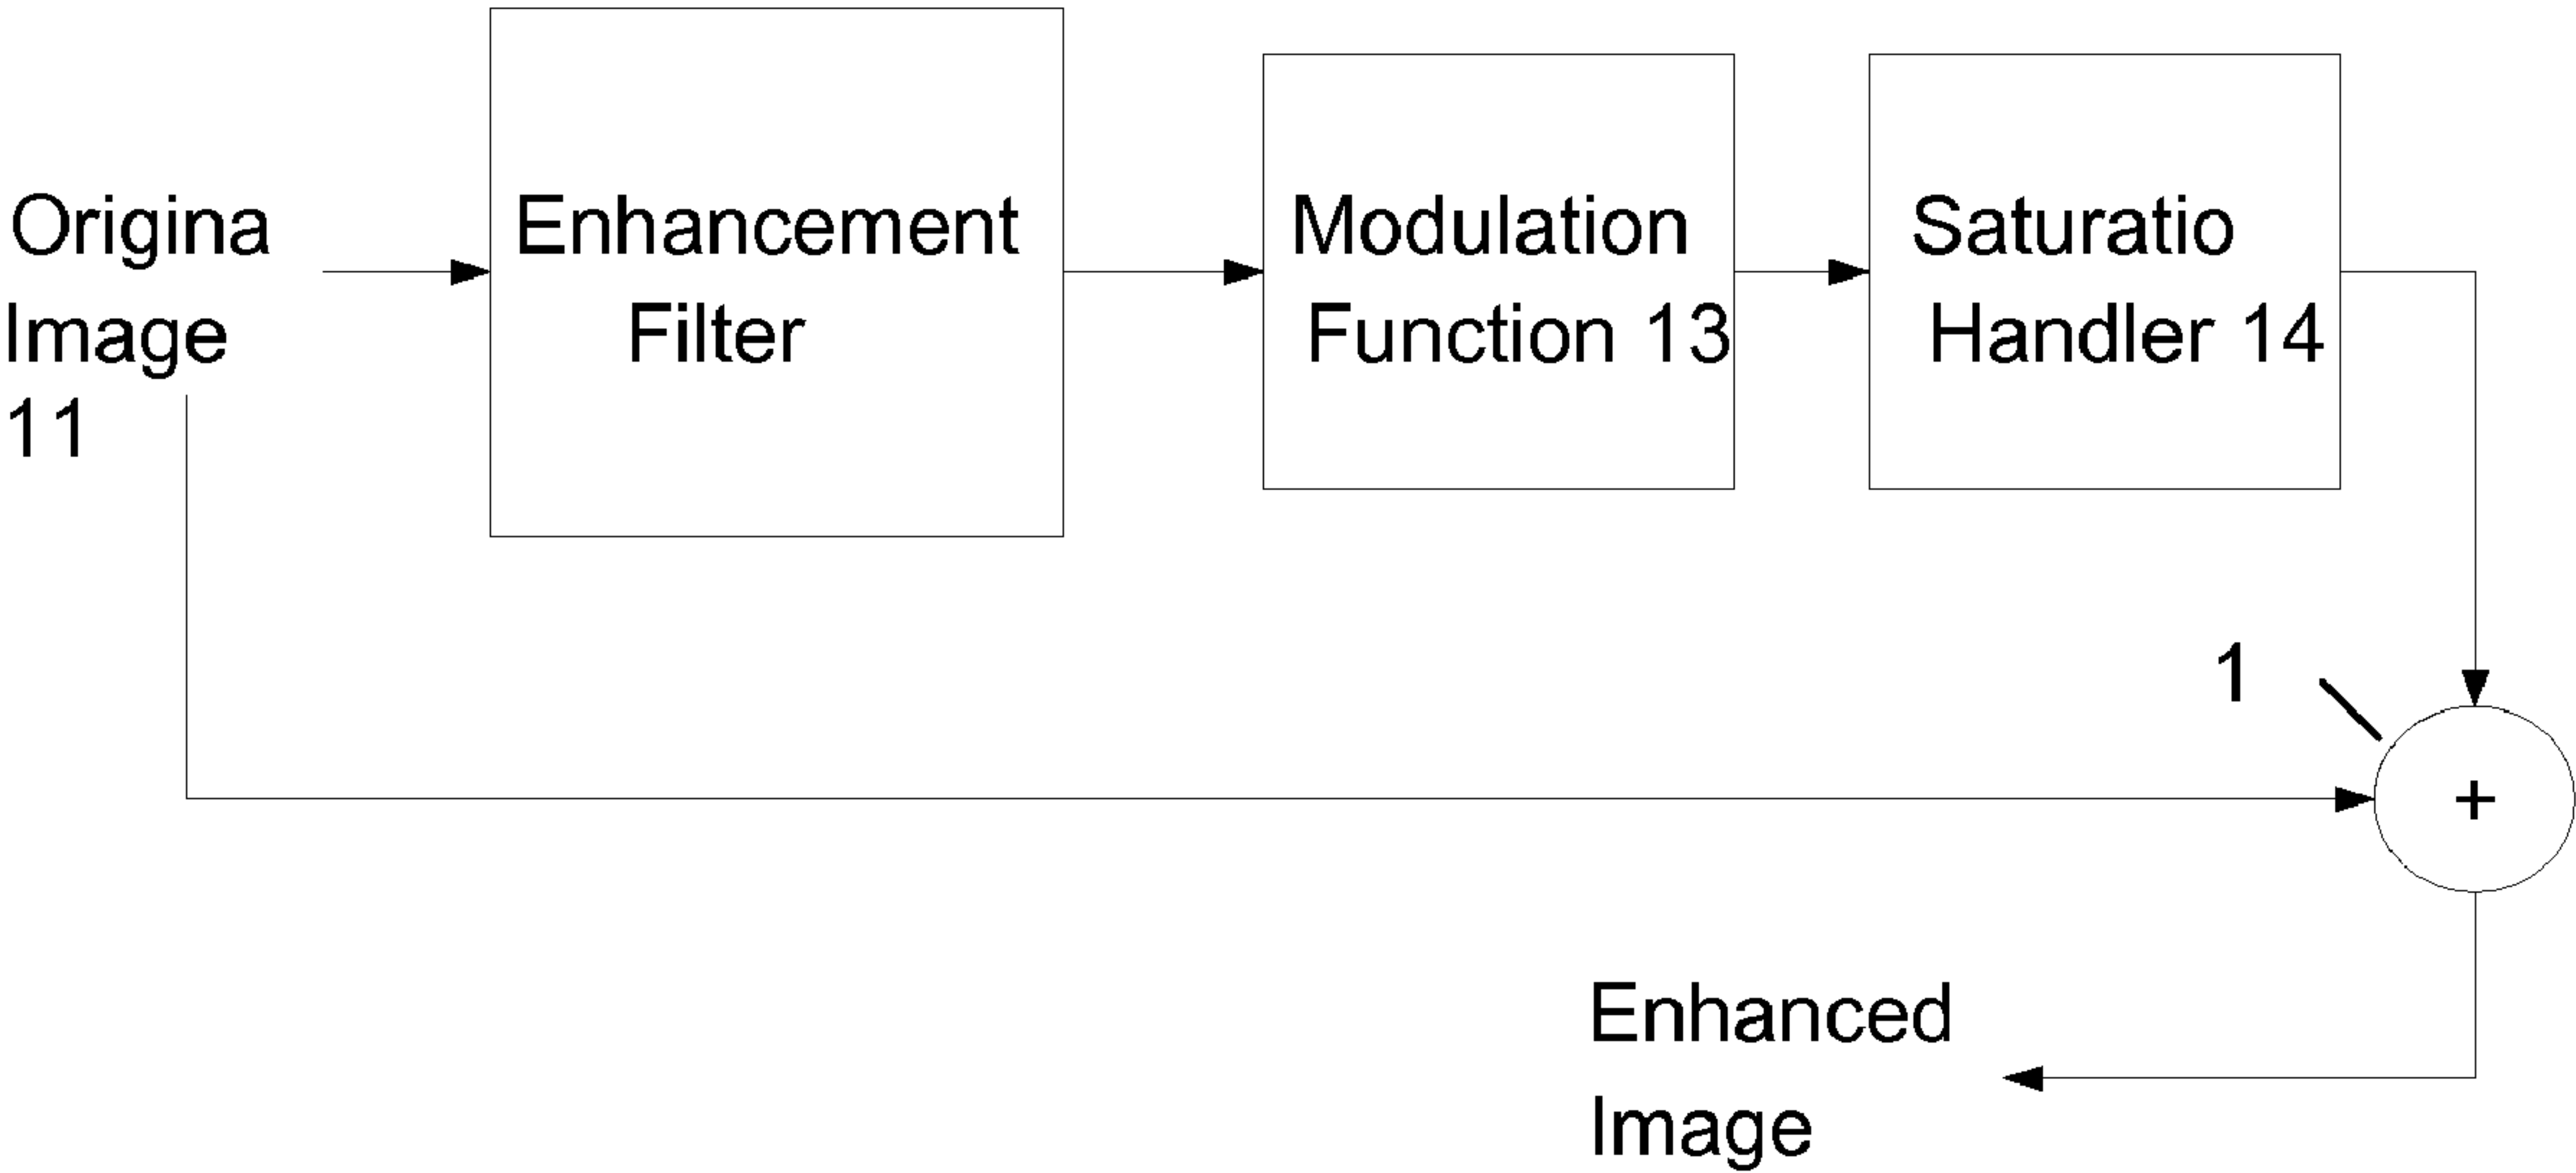 Origina
Image
11
Enhancement
Filter
Modulation
Function 13
Saturatio
Handler 14
1
+
Enhanced
Image